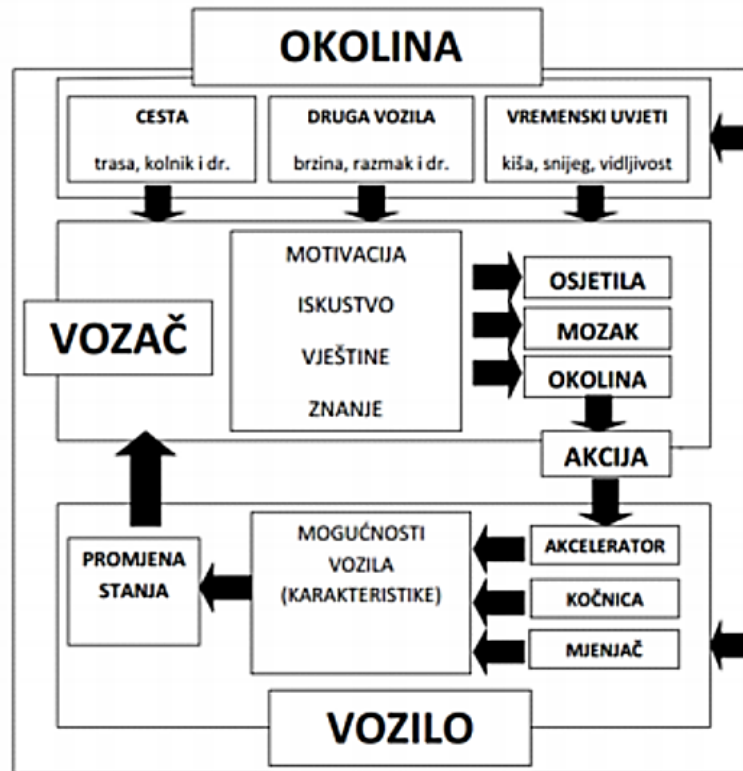 OKOLINA
CESTA
trasa, kolnik i dr.
DRUGA VOZILA
brzina, razmak i dr.
VREMENSKI UVJETI
kiša, snijeg, vidljivost
VOZAČ
MOTIVACIJA
ISKUSTVO
VJEŠTINE
ZNANJE
OSJETILA
MOZAK
OKOLINA
AKCIJA
PROMJENA
STANJA
MOGUĆNOSTI
VOZILA
(KARAKTERISTIKE)
AKCELERATOR
KOČNICA
MJENJAČ
VOZILO